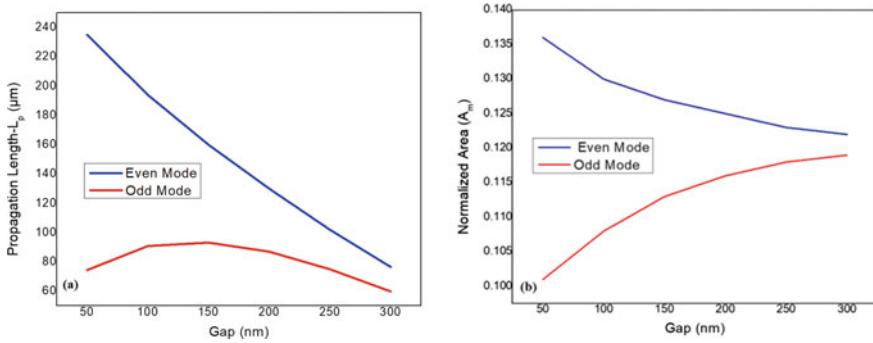 240
220
200
180
160
140
120
100
80
60
Propagation Length-Lp (µm)
Even Mode
Odd Mode
(a)
50 100 150 200 250 300
Gap (nm)
0.140
0.135
0.130
0.125
0.120
0.115
0.110
0.105
0.100
Normalized Area (Am)
Even Mode
Odd Mode
(b)
50 100 150 200 250 300
Gap (nm)